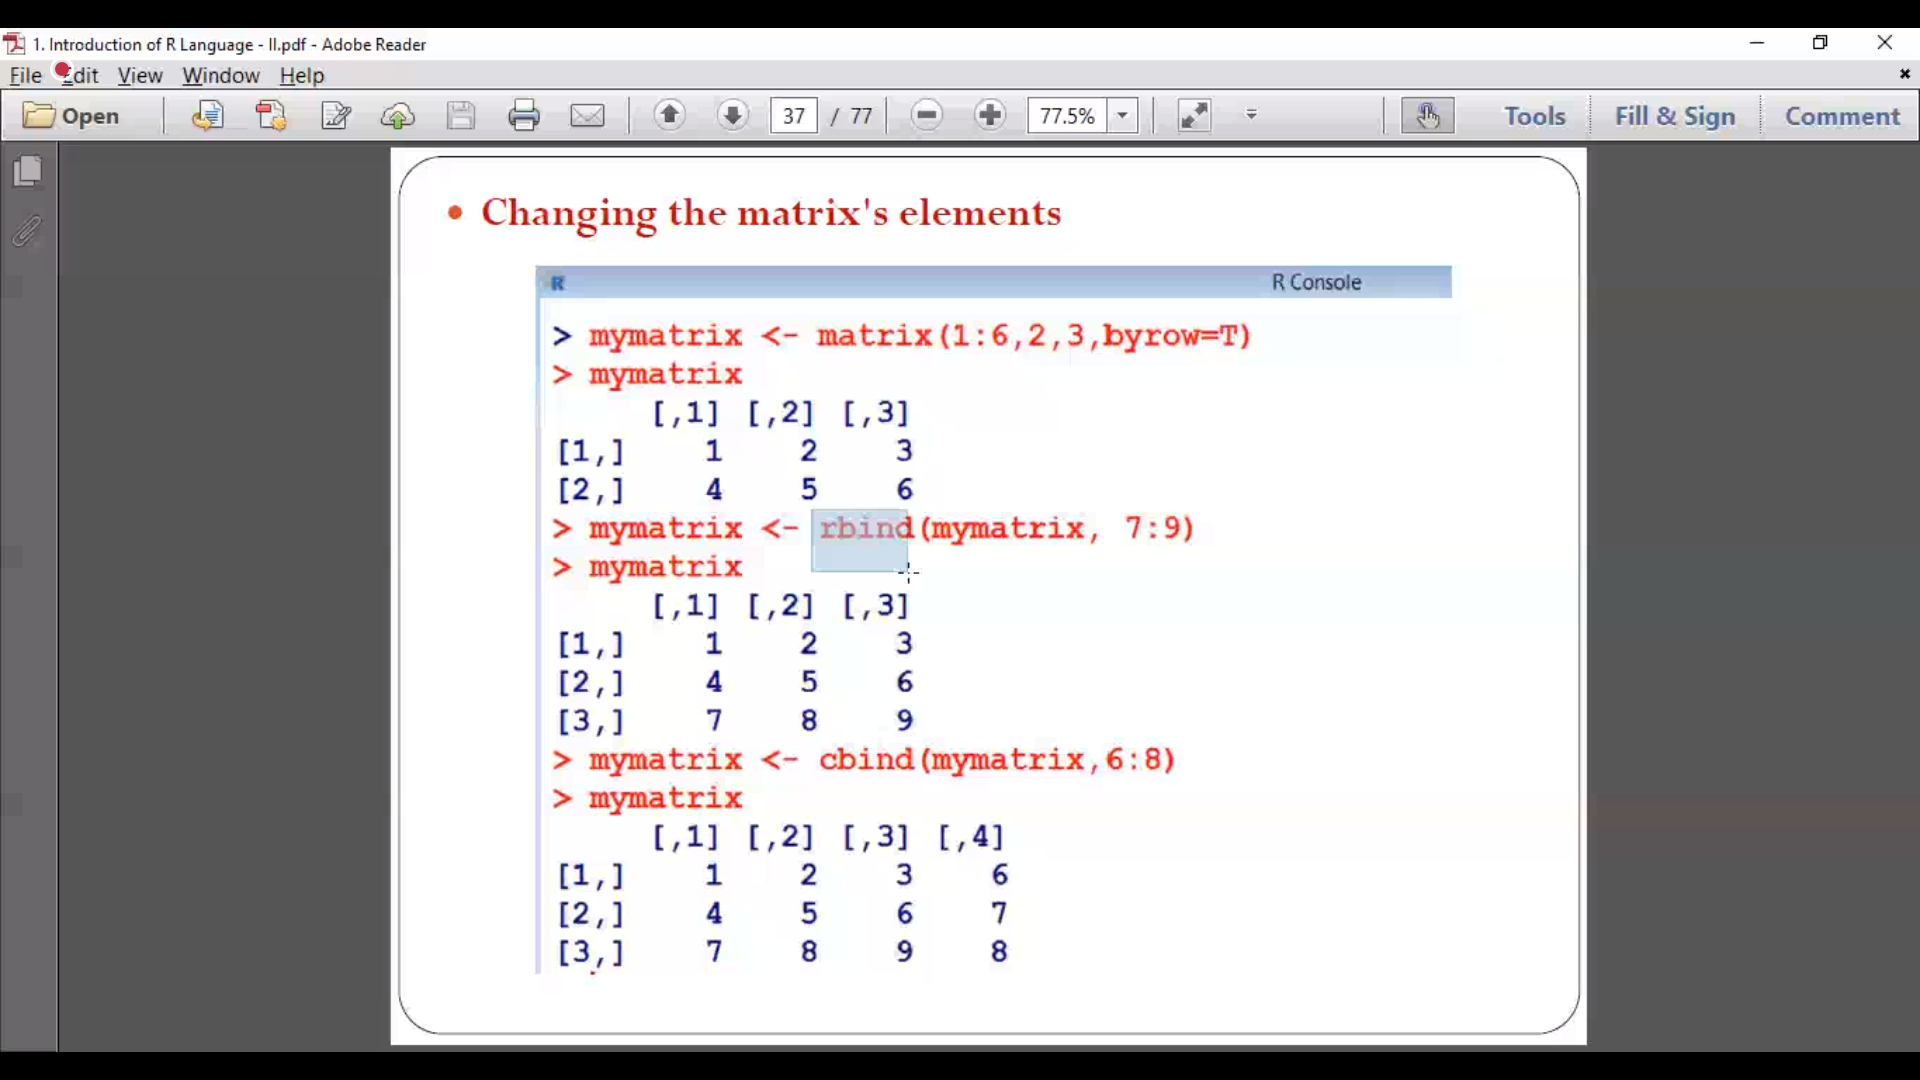 1. Introduction of R Language - II.pdf - Adobe Reader
File Edit View Window Help
Open 37 / 77 77.5% Tools Fill & Sign Comment
• Changing the matrix's elements
R R Console
> mymatrix <- matrix(1:6,2,3,byrow=T)
> mymatrix
[,1] [,2] [,3]
[1,] 1 2 3
[2,] 4 5 6
> mymatrix <- rbind(mymatrix, 7:9)
> mymatrix
[,1] [,2] [,3]
[1,] 1 2 3
[2,] 4 5 6
[3,] 7 8 9
> mymatrix <- cbind(mymatrix,6:8)
> mymatrix
[,1] [,2] [,3] [,4]
[1,] 1 2 3 6
[2,] 4 5 6 7
[3,] 7 8 9 8